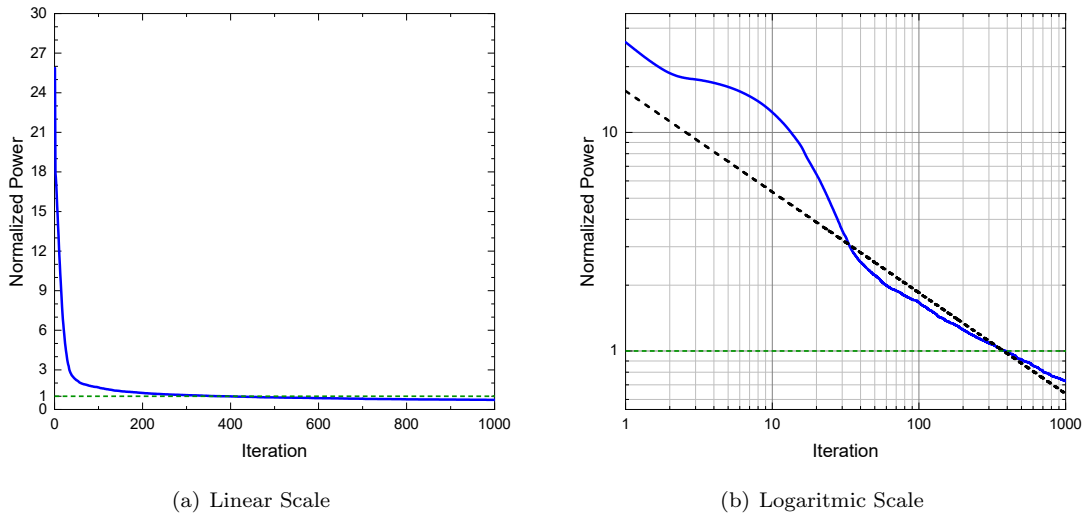 30
27
24
21
18
15
12
9
6
3
1
0
Normalized Power
0 200 400 600 800 1000
Iteration
(a) Linear Scale
10
1
Normalized Power
1 10 100 1000
Iteration
(b) Logaritmic Scale